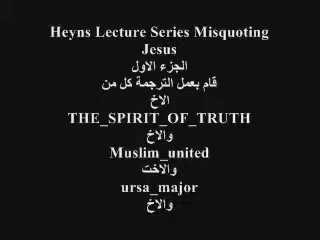 Heyns Lecture Series Misquoting
Jesus
الجزء الاول
قام بعمل الترجمة كل من
الاخ
THE_SPIRIT_OF_TRUTH
والاخ
Muslim_united
والاخت
ursa_major
والاخ